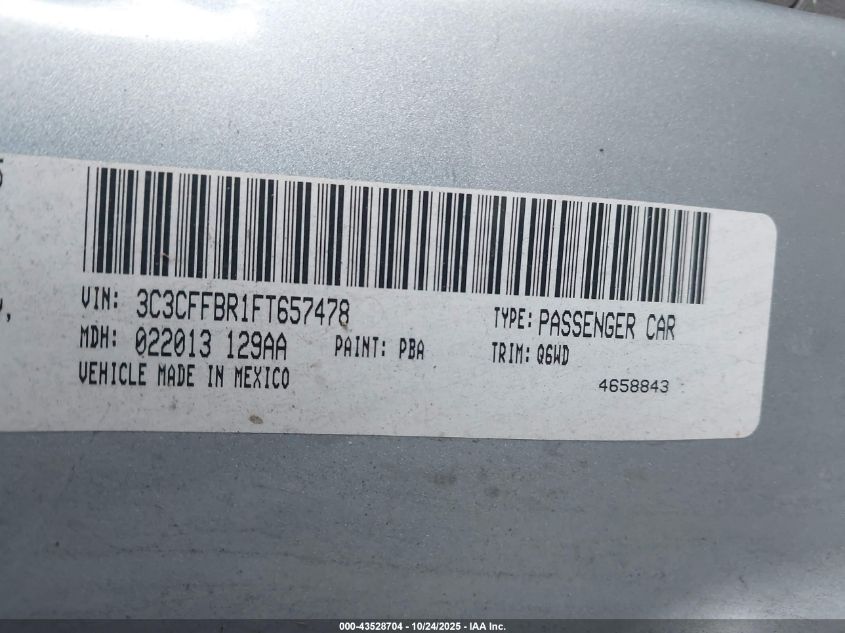 VIN: 3C3CFFBR1FT657478 TYPE: PASSENGER CAR
MDH: 022013 129AA PAINT: PBA TRIM: Q6WD
VEHICLE MADE IN MEXICO 4658843
000-43528704 - 10/24/2025 - IAA Inc.